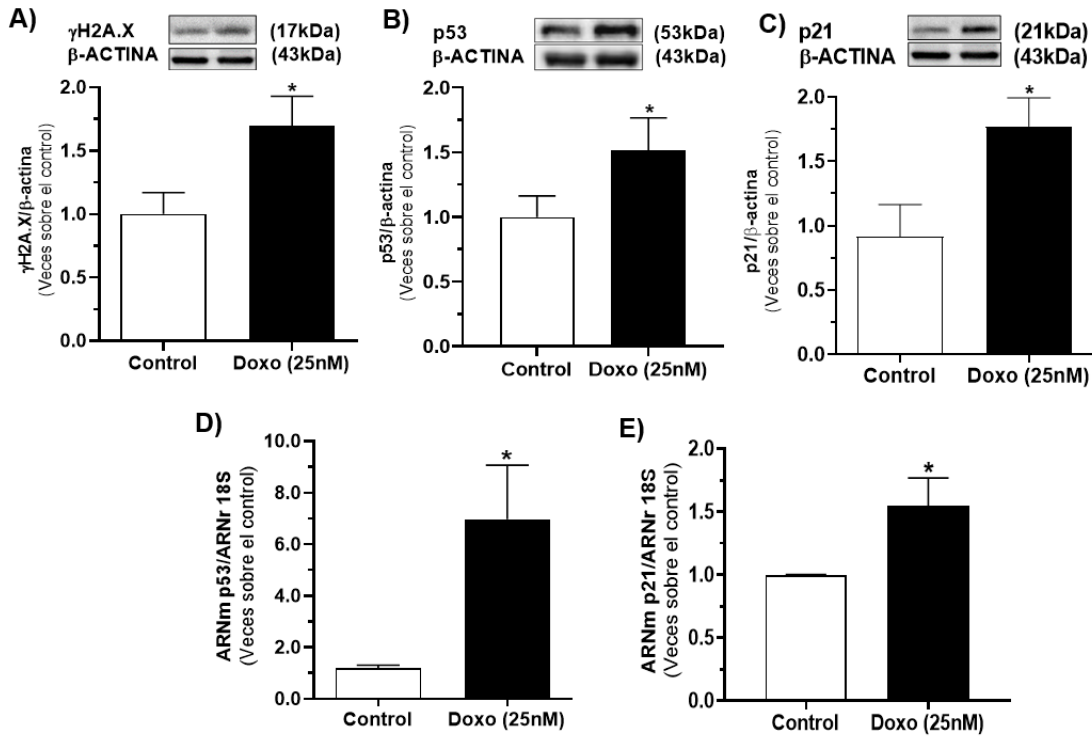 A)
γH2A.X (17kDa)
β-ACTINA (43kDa)
γH2A.X/β-actina
(Veces sobre el control)
2.0
1.5
1.0
0.5
0.0
*
Control Doxo (25nM)
B)
p53 (53kDa)
β-ACTINA (43kDa)
p53/β-actina
(Veces sobre el control)
2.0
1.5
1.0
0.5
0.0
*
Control Doxo (25nM)
C)
p21 (21kDa)
β-ACTINA (43kDa)
p21/β-actina
(Veces sobre el control)
2.0
1.5
1.0
0.5
0.0
*
Control Doxo (25nM)
D)
ARNm p53/ARNr 18S
(Veces sobre el control)
10.0
8.0
6.0
4.0
2.0
0.0
*
Control Doxo (25nM)
E)
ARNm p21/ARNr 18S
(Veces sobre el control)
2.0
1.5
1.0
0.5
0.0
*
Control Doxo (25nM)